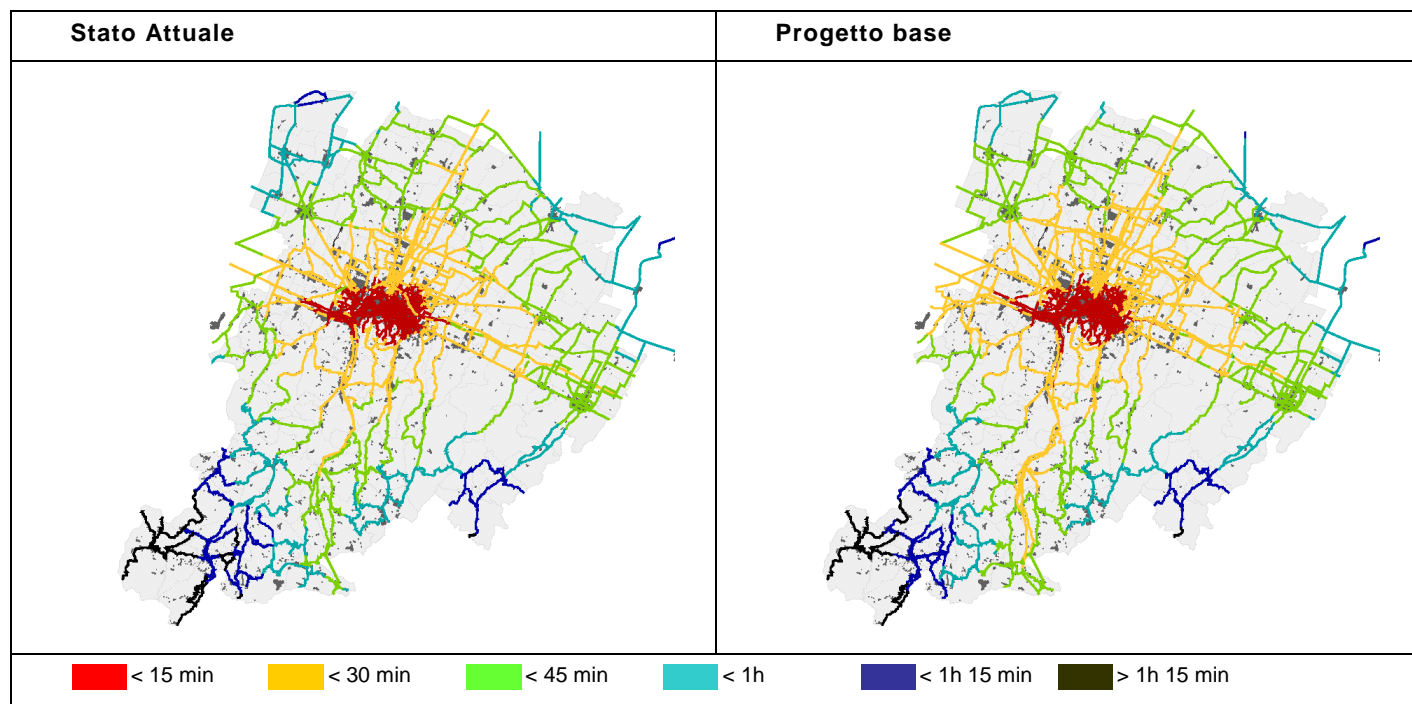 Stato Attuale
Progetto base
< 15 min
< 30 min
< 45 min
< 1h
< 1h 15 min
> 1h 15 min